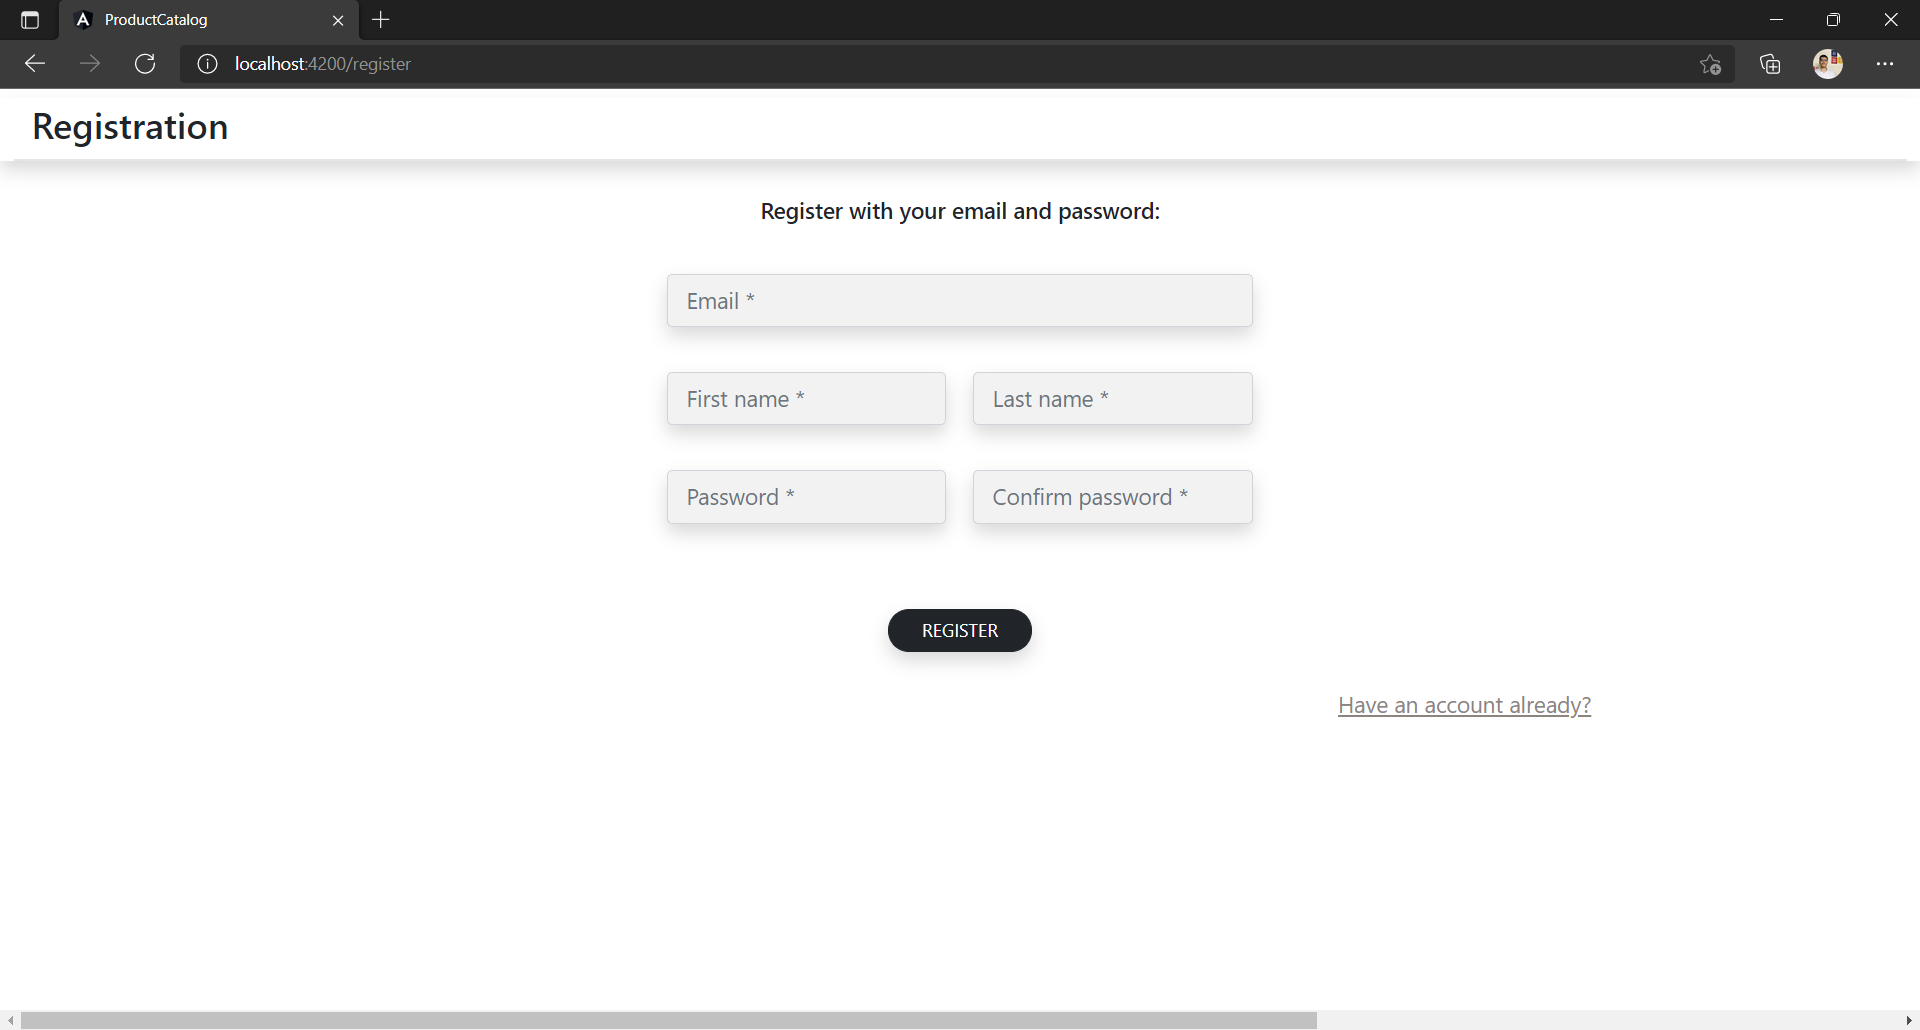 ProductCatalog
localhost:4200/register
Registration
Register with your email and password:
Email *
First name *
Last name *
Password *
Confirm password *
REGISTER
Have an account already?